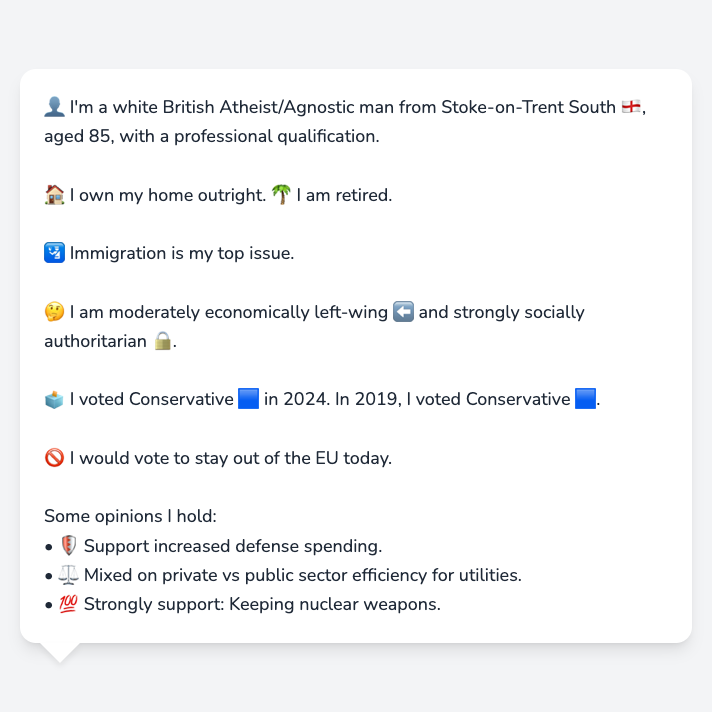 👤 I'm a white British Atheist/Agnostic man from Stoke-on-Trent South 🏴󠁧󠁢󠁥󠁮󠁧󠁿,
aged 85, with a professional qualification.
🏠 I own my home outright. 🌴 I am retired.
🛂 Immigration is my top issue.
🤔 I am moderately economically left-wing ⬅️ and strongly socially
authoritarian 🔒.
🗳️ I voted Conservative 🟦 in 2024. In 2019, I voted Conservative 🟦.
🚫 I would vote to stay out of the EU today.
Some opinions I hold:
• 🛡️ Support increased defense spending.
• ⚖️ Mixed on private vs public sector efficiency for utilities.
• 💯 Strongly support: Keeping nuclear weapons.